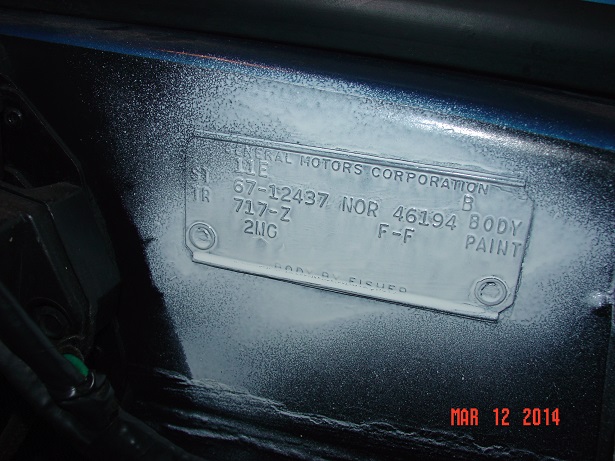 GENERAL MOTORS CORPORATION
11E B
ST 67-12437 NOR 46194 BODY
TR 717-Z F-F PAINT
2MG
BODY BY FISHER
MAR 12 2014